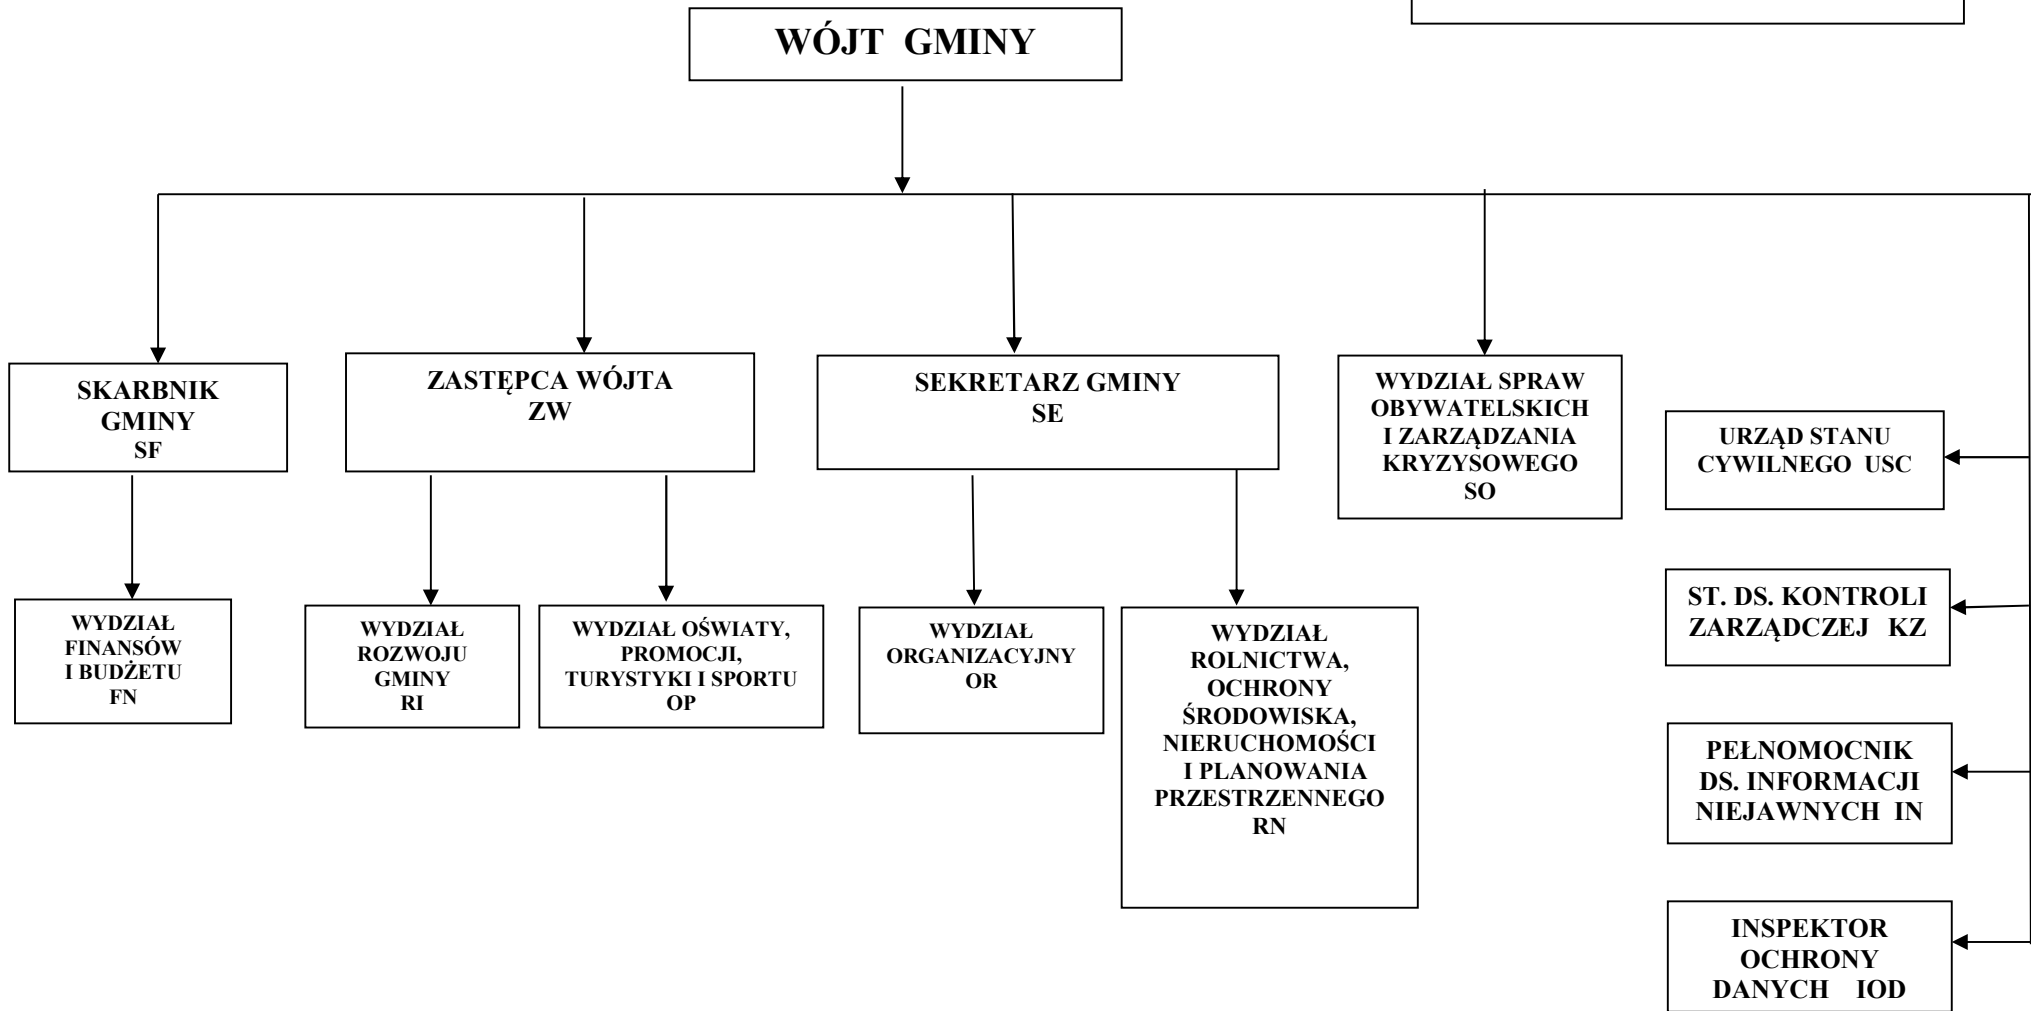 WÓJT GMINY
SKARBNIK
GMINY
SF
ZASTĘPCA WÓJTA
ZW
SEKRETARZ GMINY
SE
WYDZIAŁ SPRAW
OBYWATELSKICH
I ZARZĄDZANIA
KRYZYSOWEGO
SO
URZĄD STANU
CYWILNEGO USC
ST. DS. KONTROLI
ZARZĄDCZEJ KZ
PEŁNOMOCNIK
DS. INFORMACJI
NIEJAWNYCH IN
INSPEKTOR
OCHRONY
DANYCH IOD
WYDZIAŁ
FINANSÓW
I BUDŻETU
FN
WYDZIAŁ
ROZWOJU
GMINY
RI
WYDZIAŁ OŚWIATY,
PROMOCJI,
TURYSTYKI I SPORTU
OP
WYDZIAŁ
ORGANIZACYJNY
OR
WYDZIAŁ
ROLNICTWA,
OCHRONY
ŚRODOWISKA,
NIERUCHOMOŚCI
I PLANOWANIA
PRZESTRZENNEGO
RN